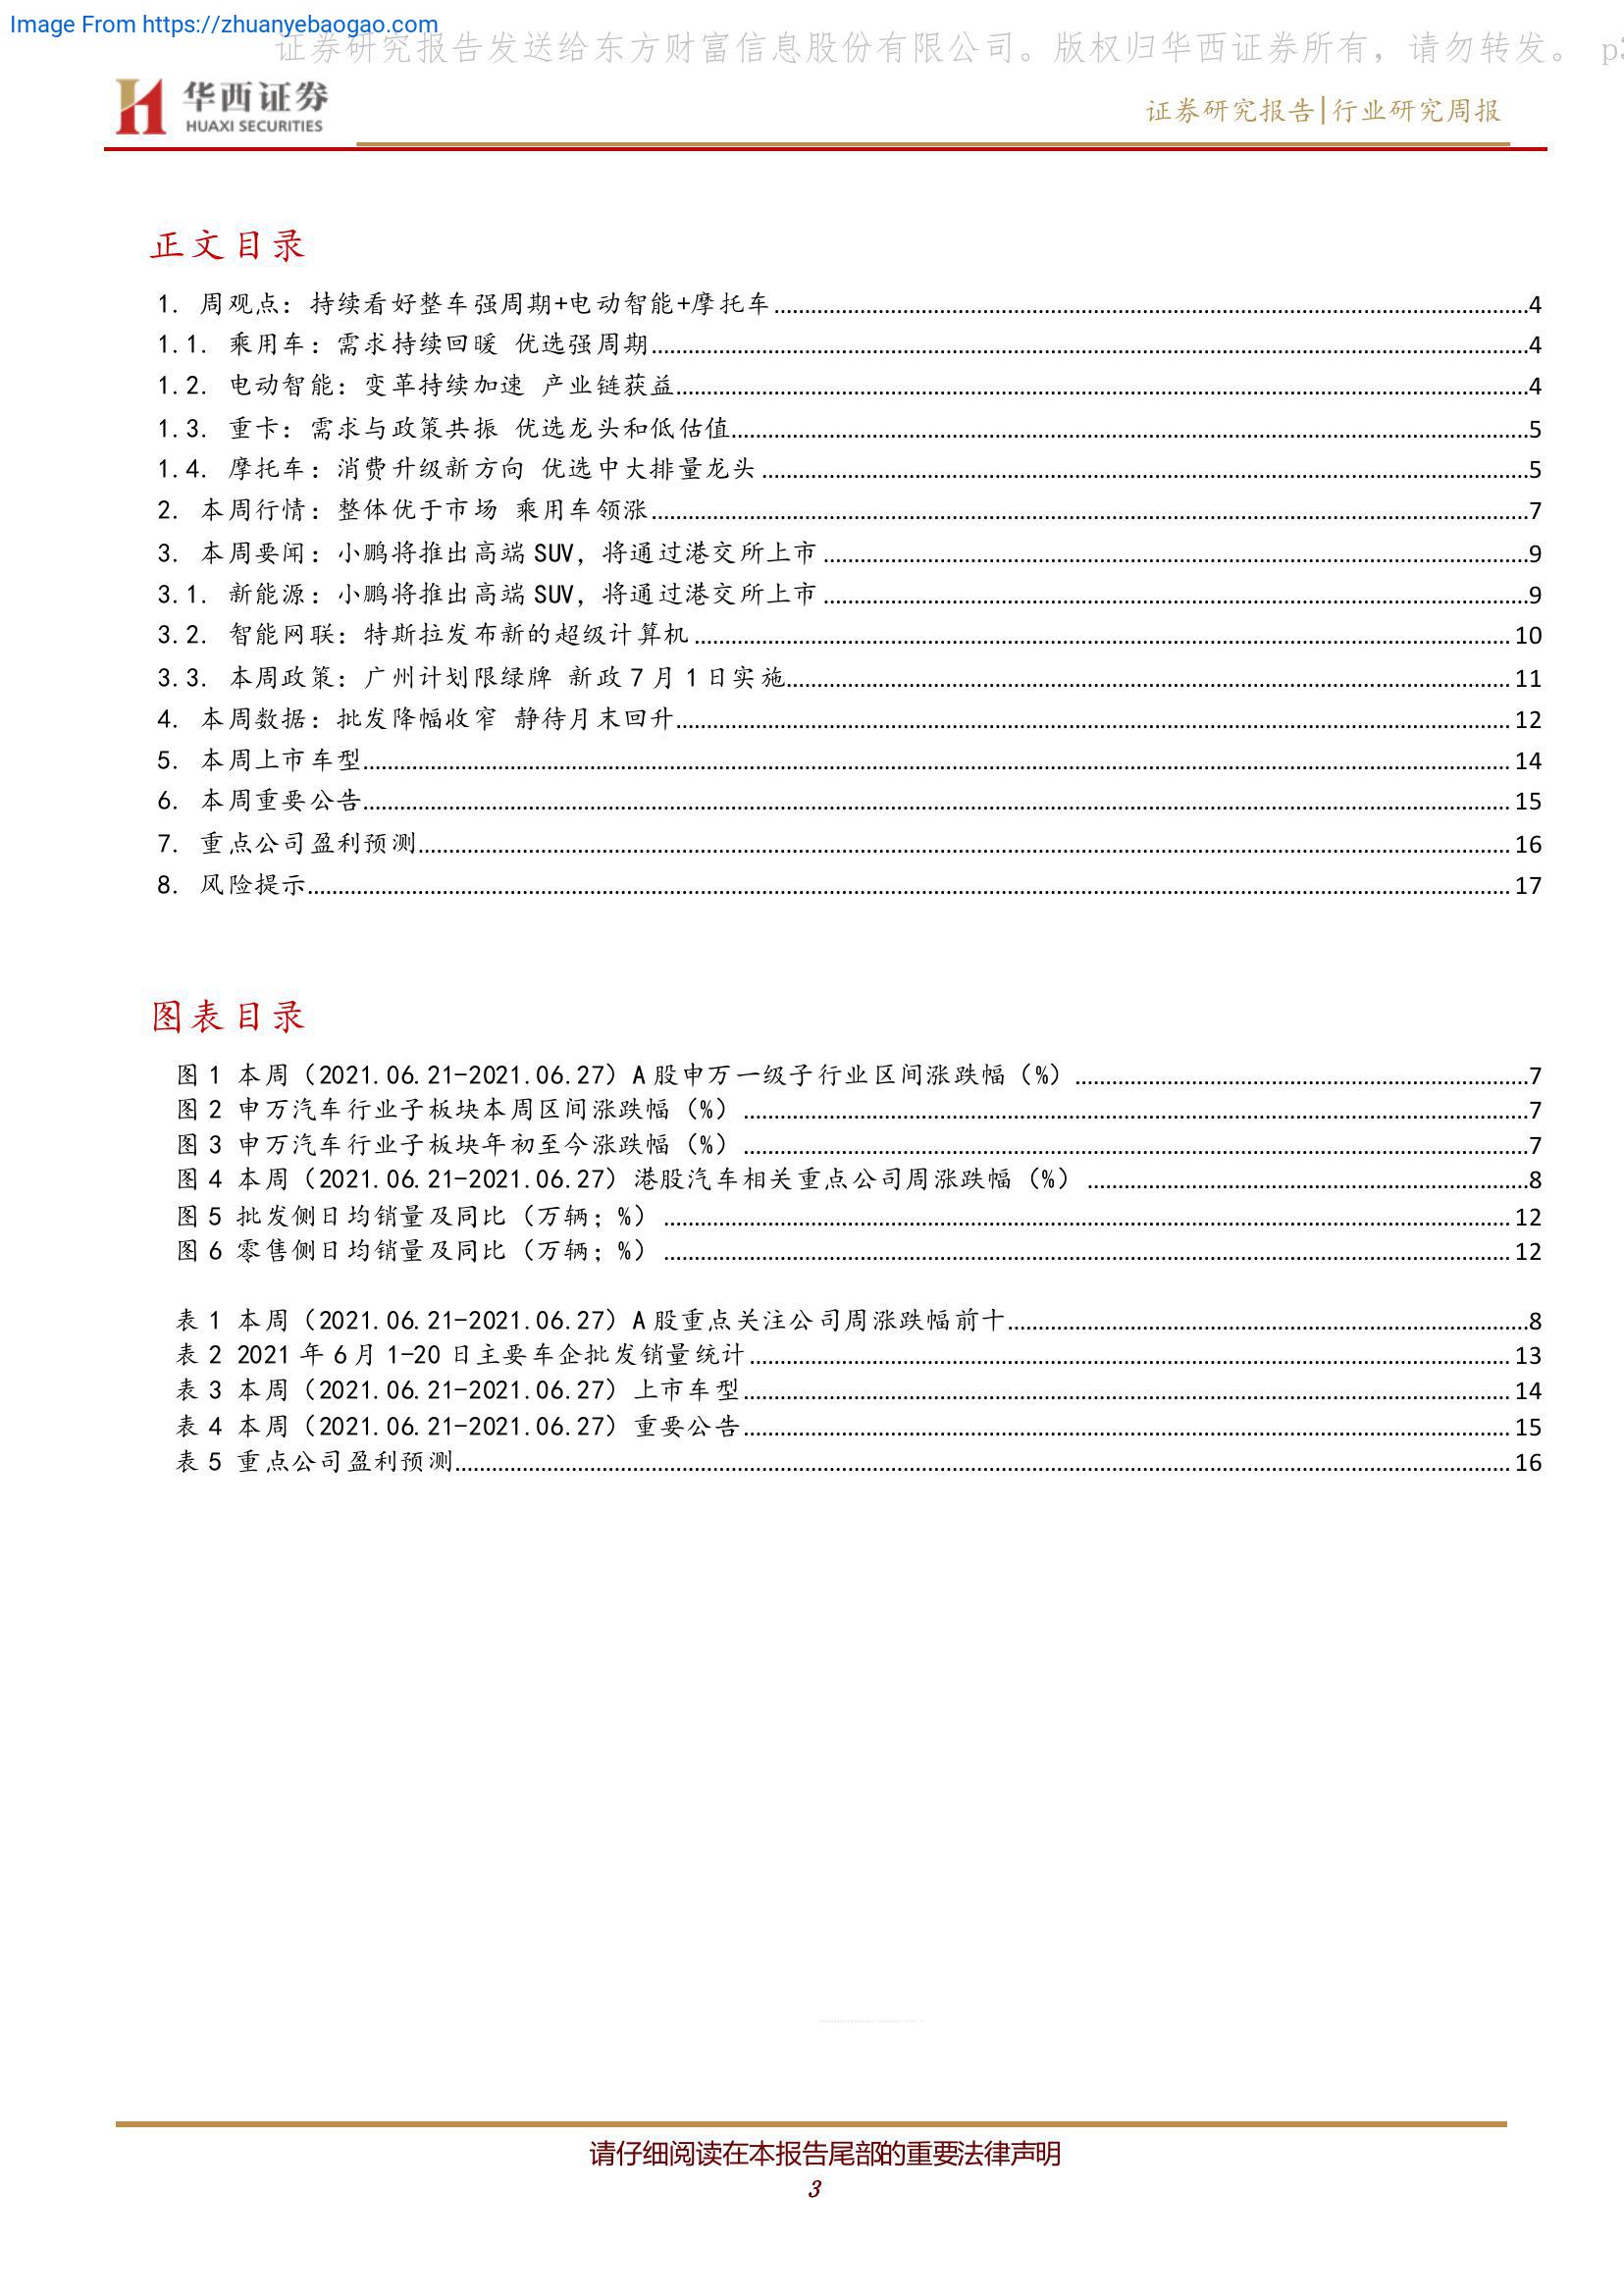 Image From https://zhuanyebaogao.com
证券研究报告发送给东方财富信息股份有限公司。版权归华西证券所有，请勿转发。 p3
华西证券
HUAXI SECURITIES
证券研究报告|行业研究周报
正文目录
1. 周观点：持续看好整车强周期+电动智能+摩托车 4
1.1. 乘用车：需求持续回暖 优选强周期 4
1.2. 电动智能：变革持续加速 产业链获益 4
1.3. 重卡：需求与政策共振 优选龙头和低估值 5
1.4. 摩托车：消费升级新方向 优选中大排量龙头 5
2. 本周行情：整体优于市场 乘用车领涨 7
3. 本周要闻：小鹏将推出高端 SUV，将通过港交所上市 9
3.1. 新能源：小鹏将推出高端 SUV，将通过港交所上市 9
3.2. 智能网联：特斯拉发布新的超级计算机 10
3.3. 本周政策：广州计划限绿牌 新政 7 月 1 日实施 11
4. 本周数据：批发降幅收窄 静待月末回升 12
5. 本周上市车型 14
6. 本周重要公告 15
7. 重点公司盈利预测 16
8. 风险提示 17
图表目录
图 1 本周（2021.06.21-2021.06.27）A 股申万一级子行业区间涨跌幅（%） 7
图 2 申万汽车行业子板块本周区间涨跌幅（%） 7
图 3 申万汽车行业子板块年初至今涨跌幅（%） 7
图 4 本周（2021.06.21-2021.06.27）港股汽车相关重点公司周涨跌幅（%） 8
图 5 批发侧日均销量及同比（万辆；%） 12
图 6 零售侧日均销量及同比（万辆；%） 12
表 1 本周（2021.06.21-2021.06.27）A 股重点关注公司周涨跌幅前十 8
表 2 2021 年 6 月 1-20 日主要车企批发销量统计 13
表 3 本周（2021.06.21-2021.06.27）上市车型 14
表 4 本周（2021.06.21-2021.06.27）重要公告 15
表 5 重点公司盈利预测 16
请仔细阅读在本报告尾部的重要法律声明
3